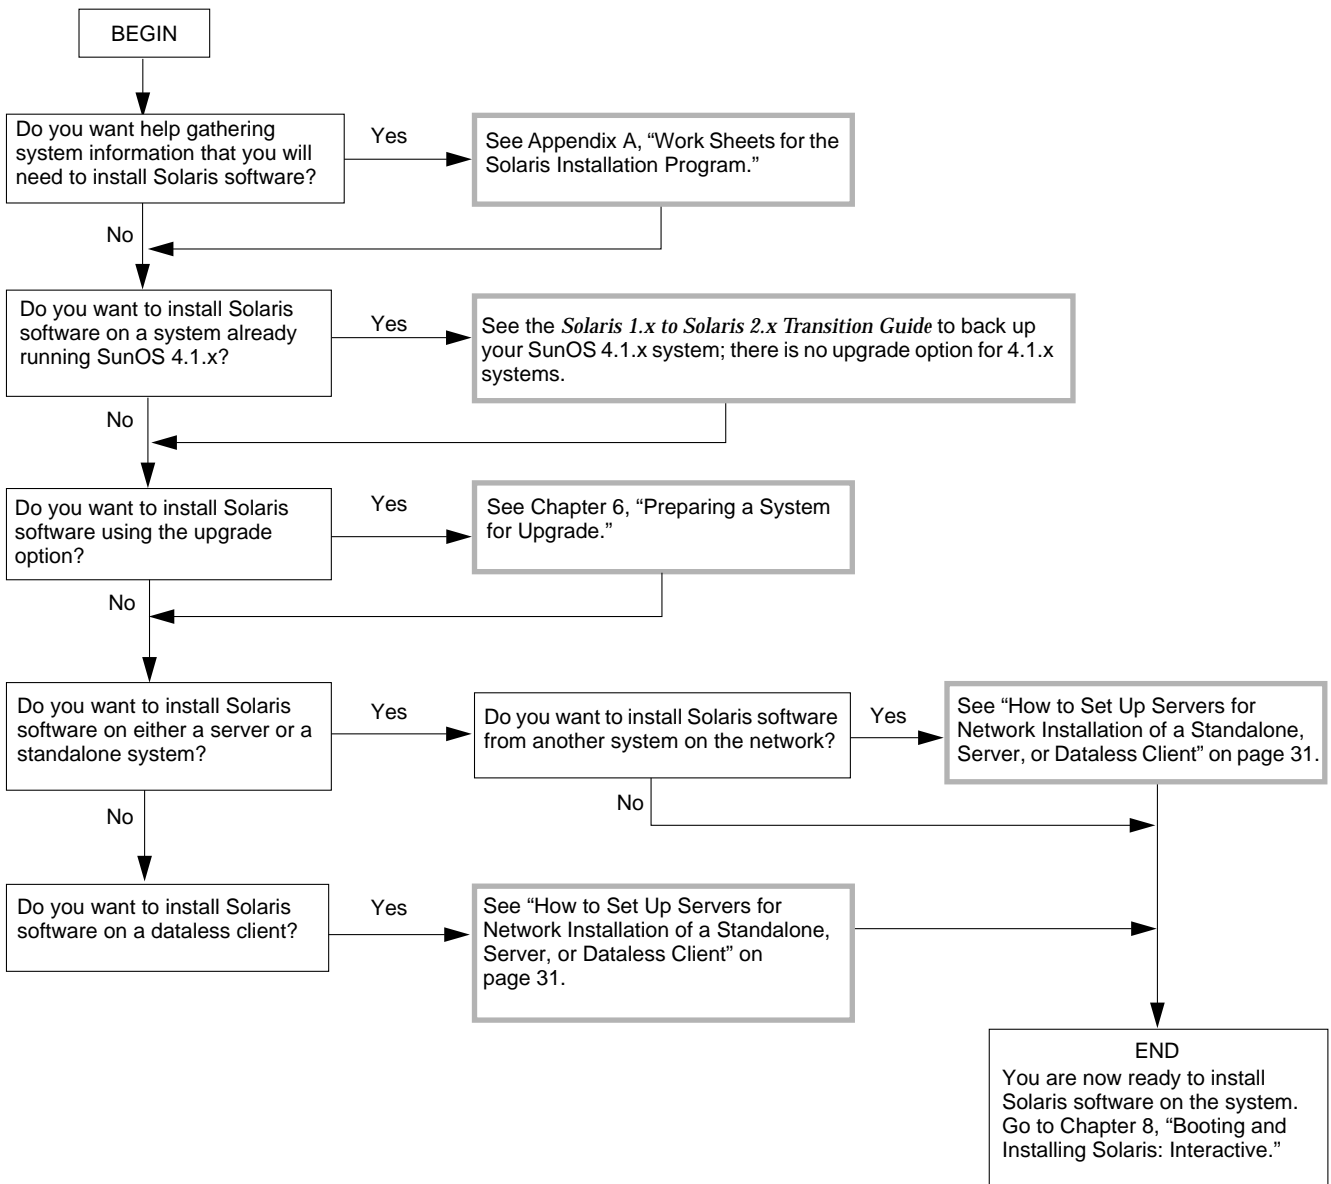 BEGIN
Do you want help gathering
system information that you will
need to install Solaris software?
Yes
See Appendix A, “Work Sheets for the
Solaris Installation Program.”
No
Do you want to install Solaris
software on a system already
running SunOS 4.1.x?
Yes
See the Solaris 1.x to Solaris 2.x Transition Guide to back up
your SunOS 4.1.x system; there is no upgrade option for 4.1.x
systems.
No
Do you want to install Solaris
software using the upgrade
option?
Yes
See Chapter 6, “Preparing a System
for Upgrade.”
No
Do you want to install Solaris
software on either a server or a
standalone system?
Yes
Do you want to install Solaris software
from another system on the network?
Yes
See “How to Set Up Servers for
Network Installation of a Standalone,
Server, or Dataless Client” on page 31.
No
No
Do you want to install Solaris
software on a dataless client?
Yes
See “How to Set Up Servers for
Network Installation of a Standalone,
Server, or Dataless Client” on
page 31.
END
You are now ready to install
Solaris software on the system.
Go to Chapter 8, “Booting and
Installing Solaris: Interactive.”